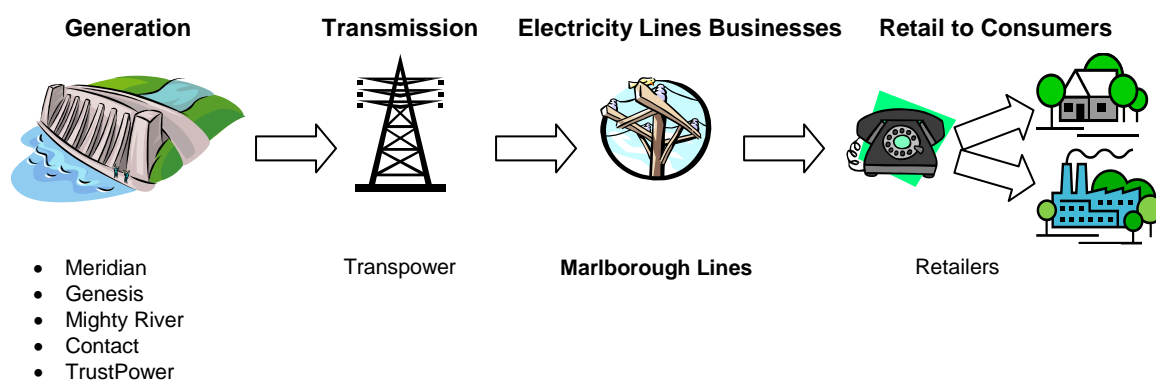 Generation
Transmission
Electricity Lines Businesses
Retail to Consumers
• Meridian
• Genesis
• Mighty River
• Contact
• TrustPower
Transpower
Marlborough Lines
Retailers